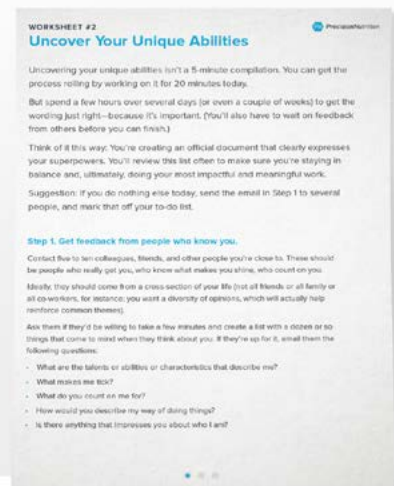 WORKSHEET #2
PrecisionNutrition
Uncover Your Unique Abilities
Uncovering your unique abilities isn't a 5-minute compilation. You can get the
process rolling by working on it for 20 minutes today.
But spend a few hours over several days (or even a couple of weeks) to get the
wording just right—because it's important. (You'll also have to wait on feedback
from others before you can finish.)
Think of it this way: You're creating an official document that clearly expresses
your superpowers. You'll review this list often to make sure you're staying in
balance and, ultimately, doing your most impactful and meaningful work.
Suggestion: If you do nothing else today, send the email in Step 1 to several
people, and mark that off your to-do list.
Step 1. Get feedback from people who know you.
Contact five to ten colleagues, friends, and other people you're close to. These should
be people who really get you, who know what makes you shine, who count on you.
Ideally, they should come from a cross-section of your life (not all friends or all family or
all co-workers, for instance; you want a diversity of opinions, which will actually help
reinforce common themes).
Ask them if they'd be willing to take a few minutes and create a list with a dozen or so
things that come to mind when they think about you. If they're up for it, email them the
following questions:
- What are the talents or abilities or characteristics that describe me?
- What makes me tick?
- What do you count on me for?
- How would you describe my way of doing things?
- Is there anything that impresses you about who I am?